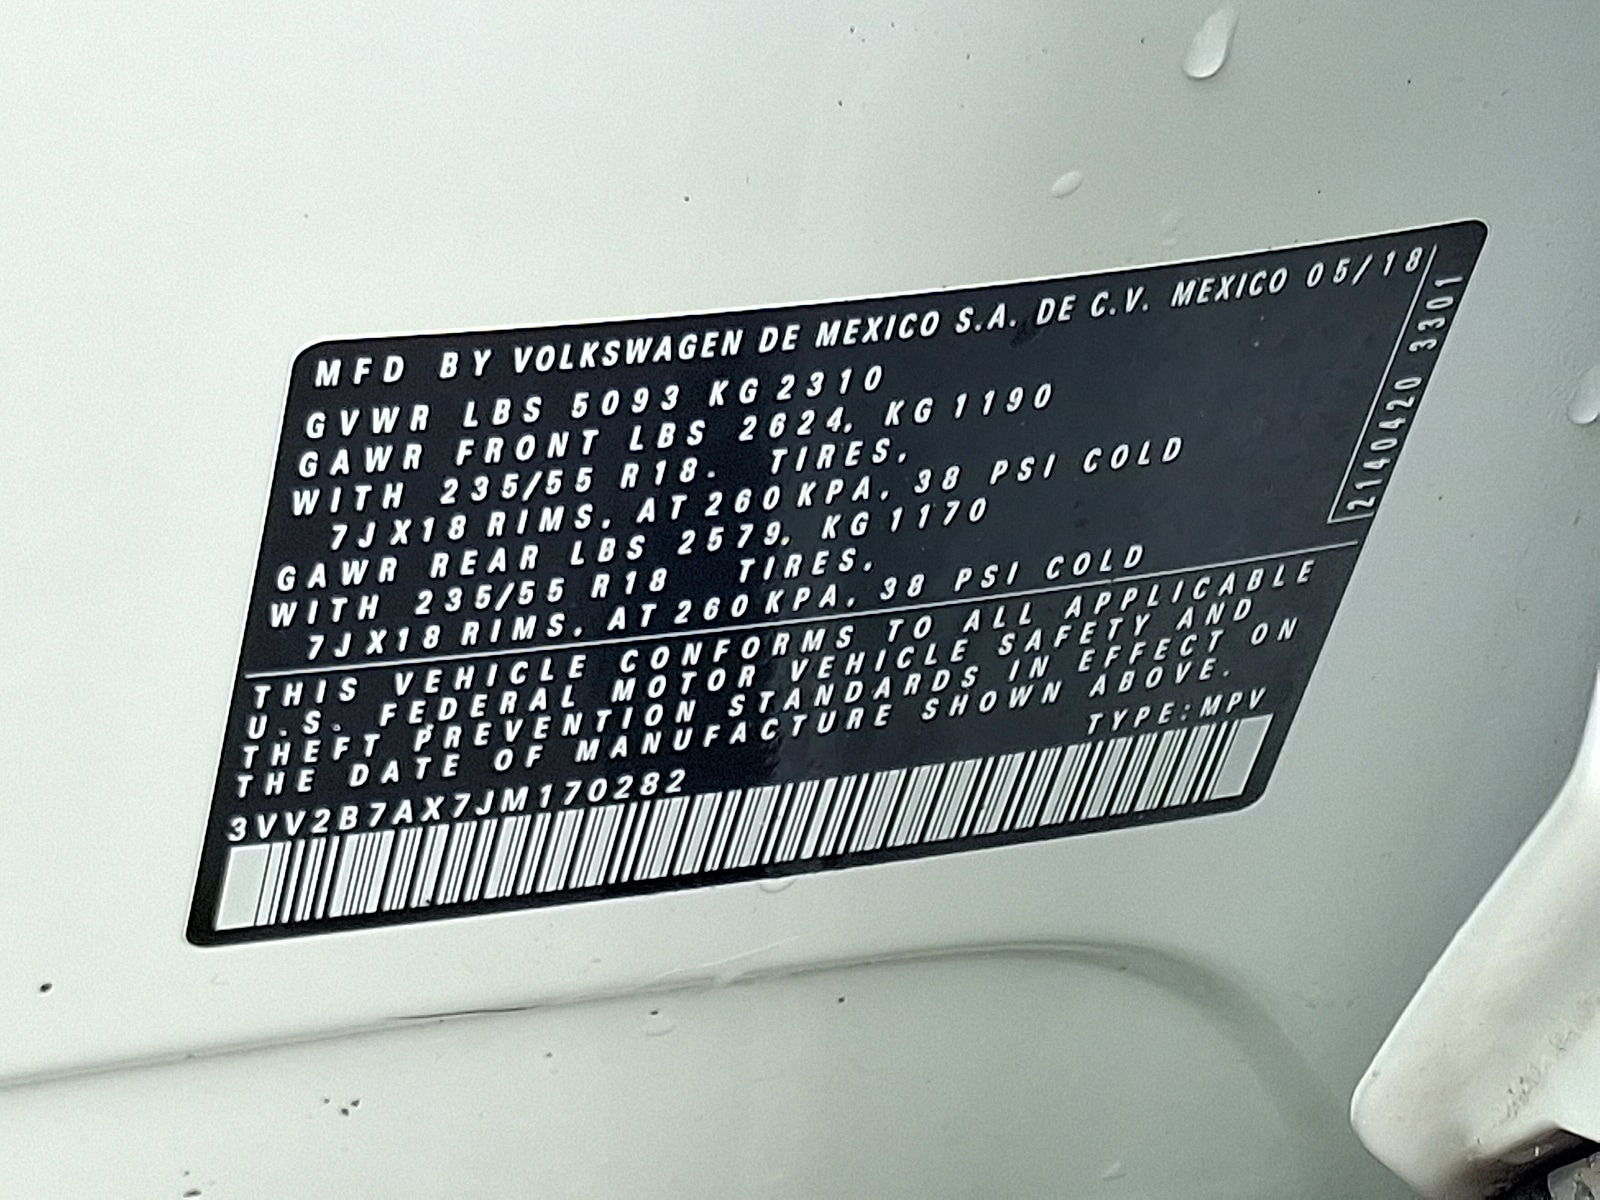 MFD BY VOLKSWAGEN DE MEXICO S.A. DE C.V. MEXICO 05/18
GVWR LBS 5093 KG 2310
GAWR FRONT LBS 2624. KG 1190
WITH 235/55 R18. TIRES.
7JX18 RIMS. AT 260 KPA. 38 PSI COLD
GAWR REAR LBS 2579. KG 1170
WITH 235/55 R18 TIRES.
7JX18 RIMS. AT 260 KPA. 38 PSI COLD
2140420 3301
THIS VEHICLE CONFORMS TO ALL APPLICABLE
U.S. FEDERAL MOTOR VEHICLE SAFETY AND
THEFT PREVENTION STANDARDS IN EFFECT ON
THE DATE OF MANUFACTURE SHOWN ABOVE.
3VV2B7AX7JM170282 TYPE: MPV